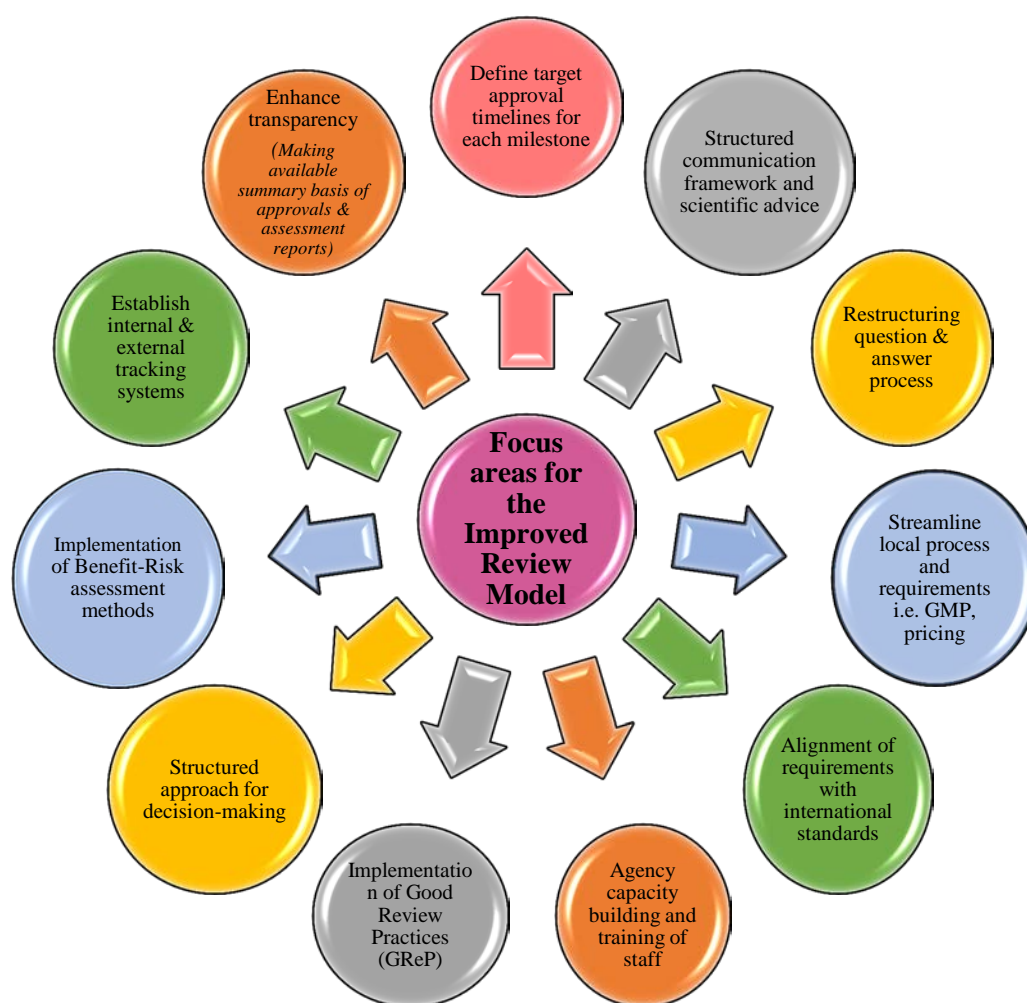 Define target
approval
timelines for
each milestone
Structured
communication
framework and
scientific advice
Restructuring
question &
answer
process
Streamline
local process
and
requirements
i.e. GMP,
pricing
Alignment of
requirements
with
international
standards
Agency
capacity
building and
training of
staff
Implementatio
n of Good
Review
Practices
(GReP)
Structured
approach for
decision-making
Implementation
of Benefit-Risk
assessment
methods
Establish
internal &
external
tracking
systems
Enhance
transparency
(Making
available
summary basis of
approvals &
assessment
reports)
Focus
areas for
the
Improved
Review
Model